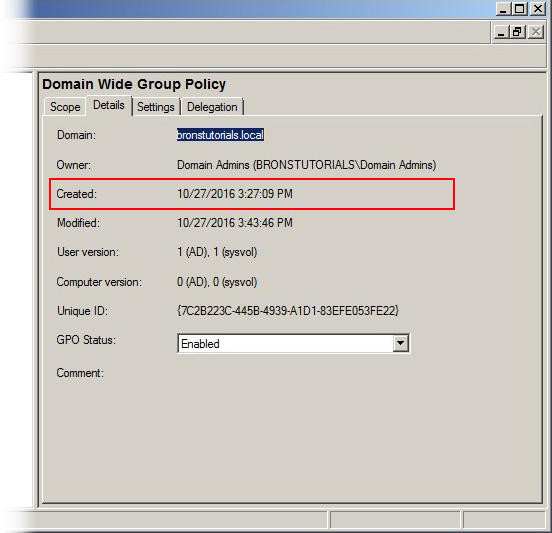 Domain Wide Group Policy
Scope Details Settings Delegation
Domain: bronstutorials.local
Owner: Domain Admins (BRONSTUTORIALS\Domain Admins)
Created: 10/27/2016 3:27:09 PM
Modified: 10/27/2016 3:43:46 PM
User version: 1 (AD), 1 (sysvol)
Computer version: 0 (AD), 0 (sysvol)
Unique ID: {7C2B223C-445B-4939-A1D1-83EFE053FE22}
GPO Status: Enabled
Comment: